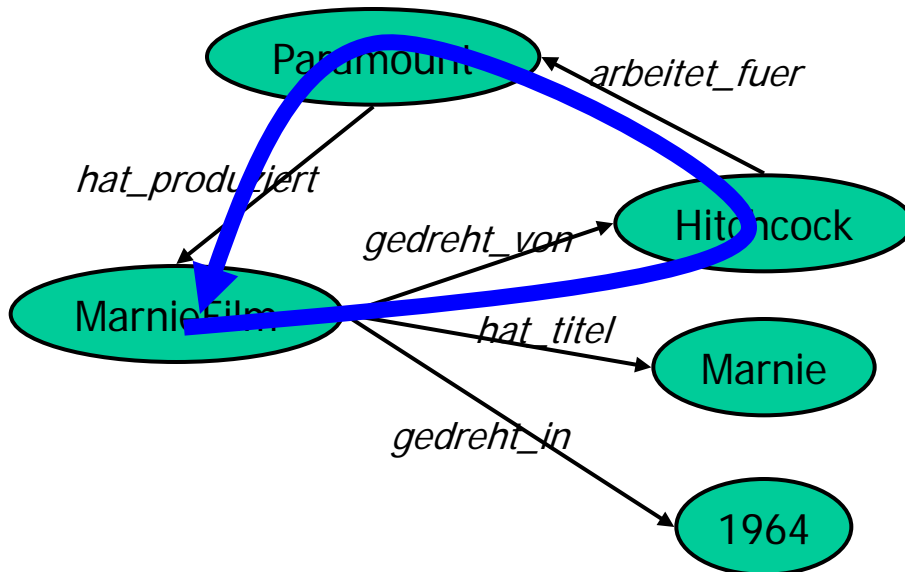 Paramount
arbeitet_fuer
hat_produziert
Hitchcock
gedreht_von
MarnieFilm
hat_titel
Marnie
gedreht_in
1964